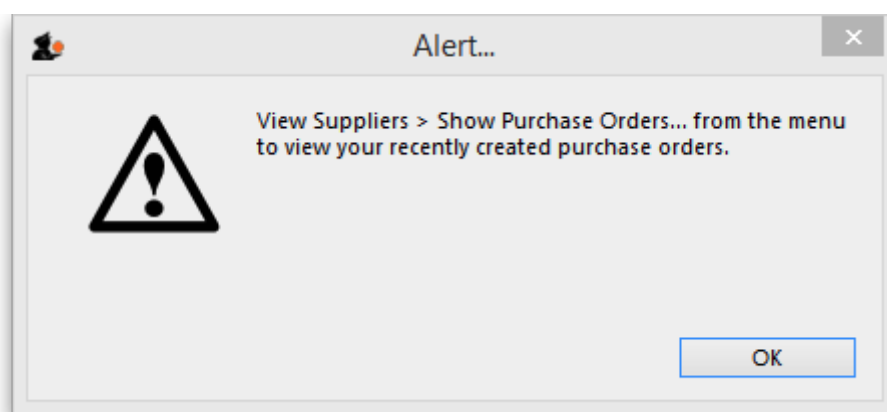 Alert...
View Suppliers > Show Purchase Orders... from the menu
to view your recently created purchase orders.
OK